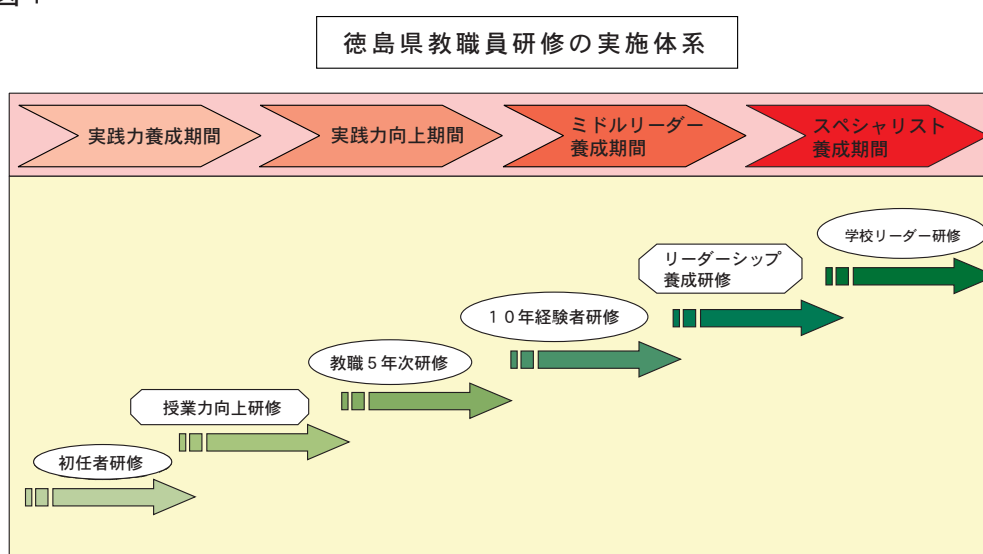 徳島県教職員研修の実施体系
実践力養成期間
実践力向上期間
ミドルリーダー
養成期間
スペシャリスト
養成期間
学校リーダー研修
リーダーシップ
養成研修
10年経験者研修
教職5年次研修
授業力向上研修
初任者研修